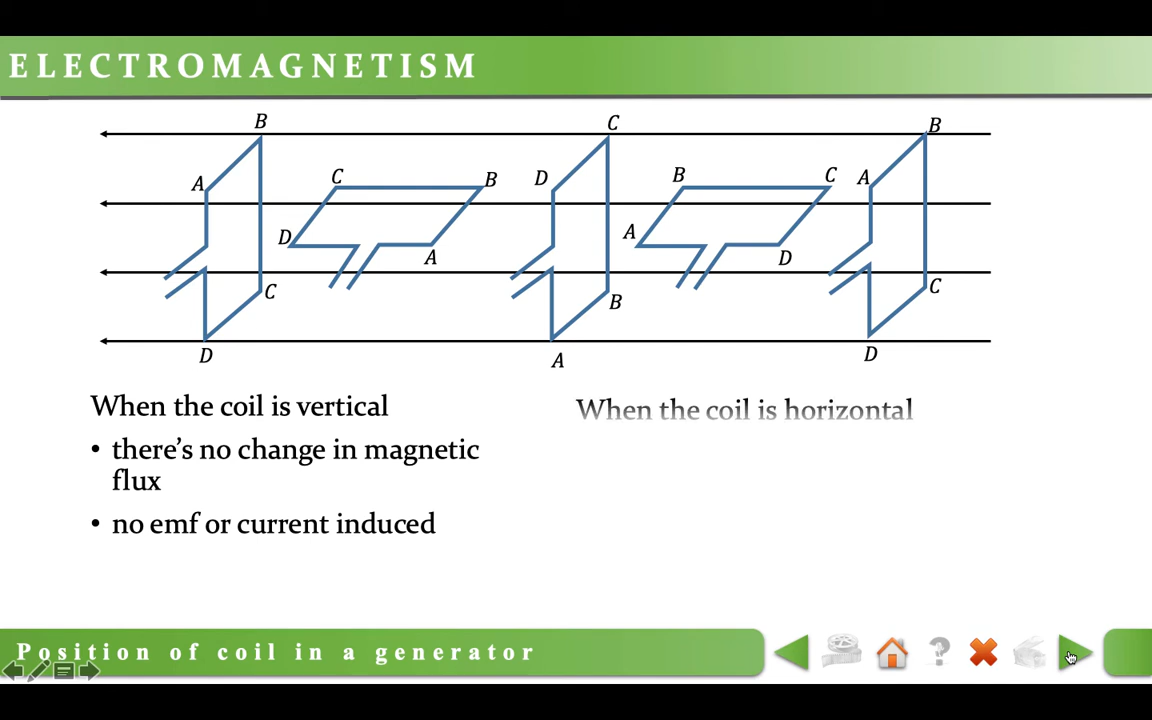 ELECTROMAGNETISM
B C B
A C B D B C A
D A A D
C B C
D A D
When the coil is vertical
• there's no change in magnetic
flux
• no emf or current induced
When the coil is horizontal
Position of coil in a generator
?